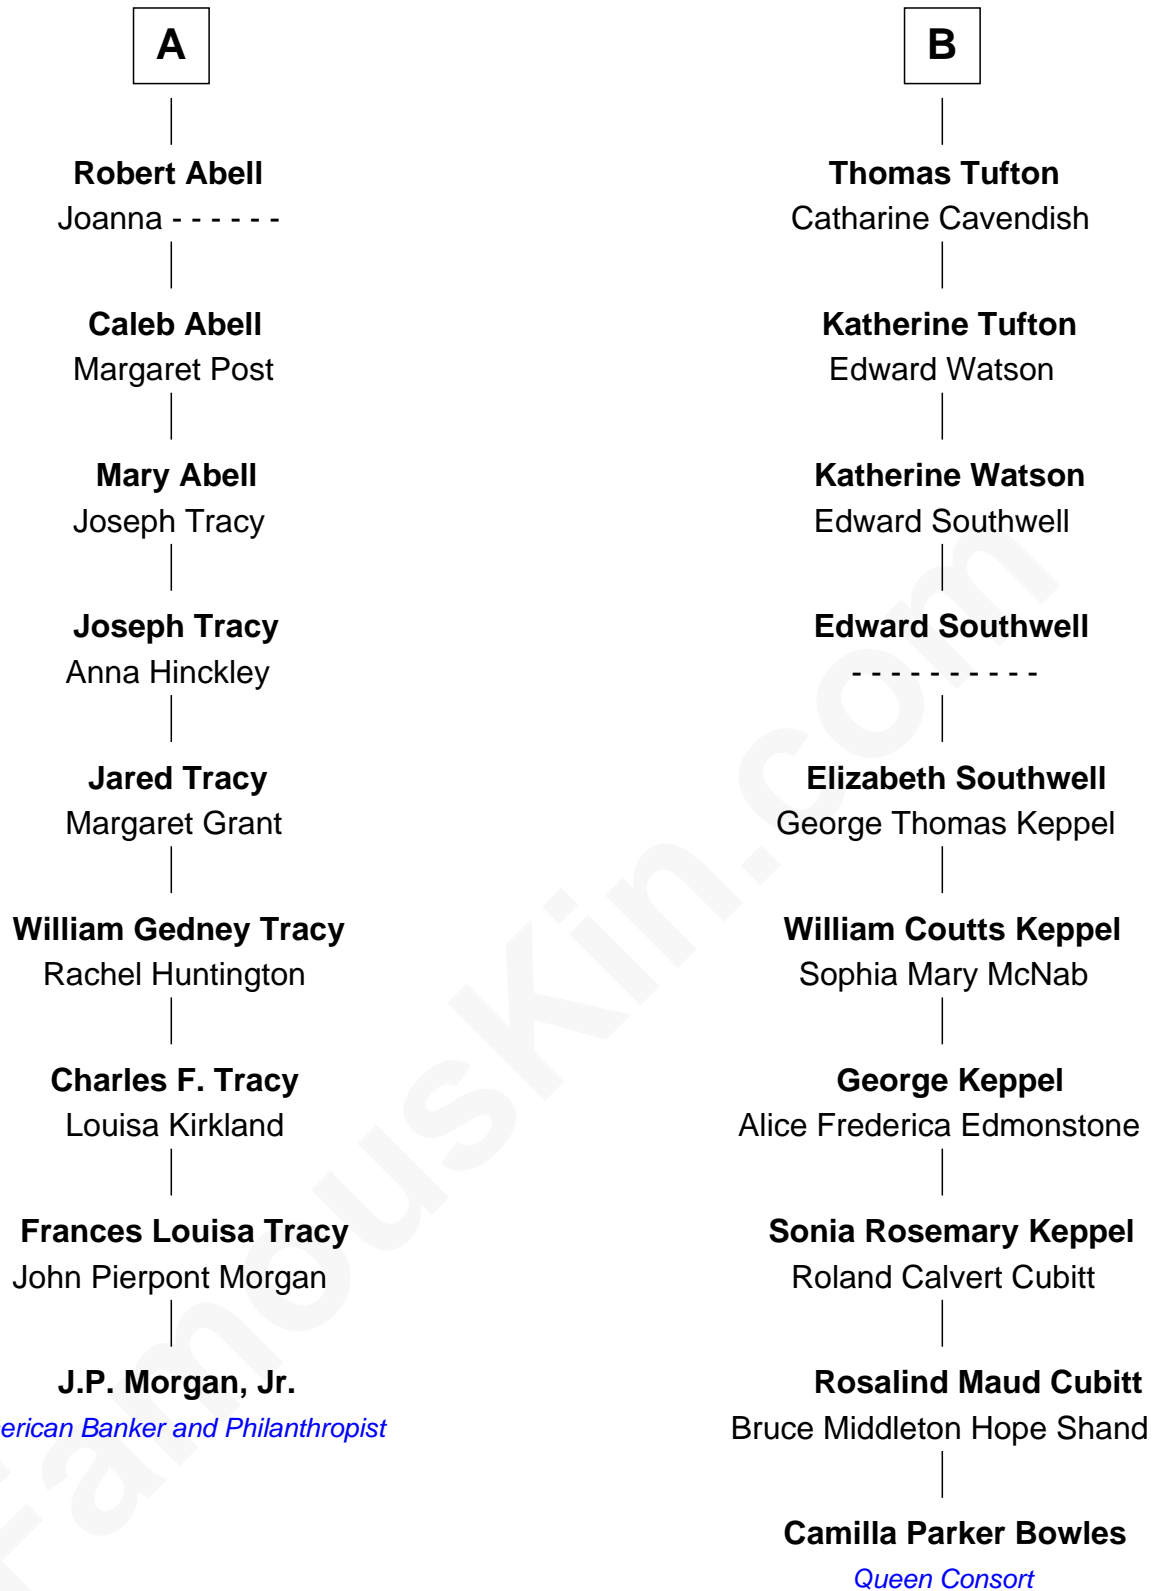 A
Robert Abell
Joanna - - - - - -
Caleb Abell
Margaret Post
Mary Abell
Joseph Tracy
Joseph Tracy
Anna Hinckley
Jared Tracy
Margaret Grant
William Gedney Tracy
Rachel Huntington
Charles F. Tracy
Louisa Kirkland
Frances Louisa Tracy
John Pierpont Morgan
J.P. Morgan, Jr.
Banker and Philanthropist
B
Thomas Tufton
Catharine Cavendish
Katherine Tufton
Edward Watson
Katherine Watson
Edward Southwell
Edward Southwell
- - - - - - - - - -
Elizabeth Southwell
George Thomas Keppel
William Coutts Keppel
Sophia Mary McNab
George Keppel
Alice Frederica Edmonstone
Sonia Rosemary Keppel
Roland Calvert Cubitt
Rosalind Maud Cubitt
Bruce Middleton Hope Shand
Camilla Parker Bowles
Queen Consort
FamousKin.com